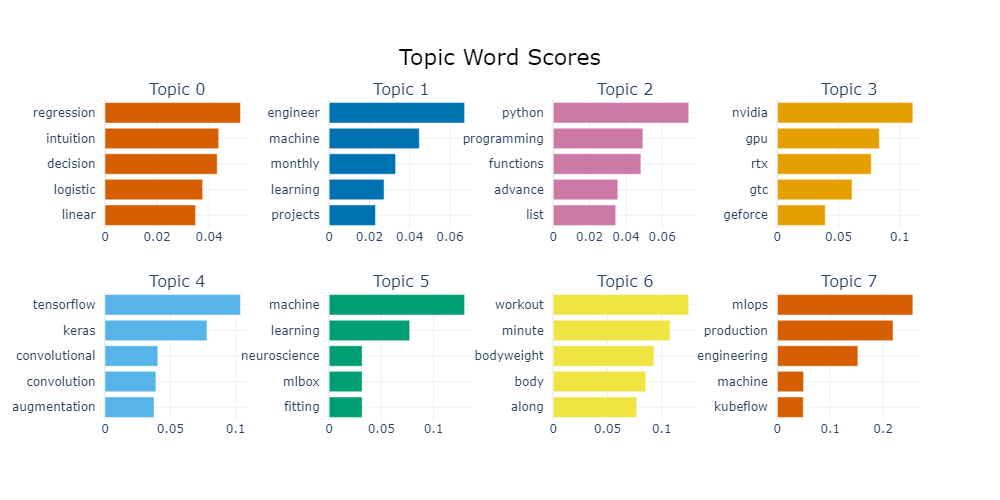 Topic Word Scores
Topic 0
regression
intuition
decision
logistic
linear
0 0.02 0.04
Topic 1
engineer
machine
monthly
learning
projects
0 0.02 0.04 0.06
Topic 2
python
programming
functions
advance
list
0 0.02 0.04 0.06
Topic 3
nvidia
gpu
rtx
gtc
geforce
0 0.05 0.1
Topic 4
tensorflow
keras
convolutional
convolution
augmentation
0 0.05 0.1
Topic 5
machine
learning
neuroscience
mlbox
fitting
0 0.05 0.1
Topic 6
workout
minute
bodyweight
body
along
0 0.05 0.1
Topic 7
mlops
production
engineering
machine
kubeflow
0 0.1 0.2